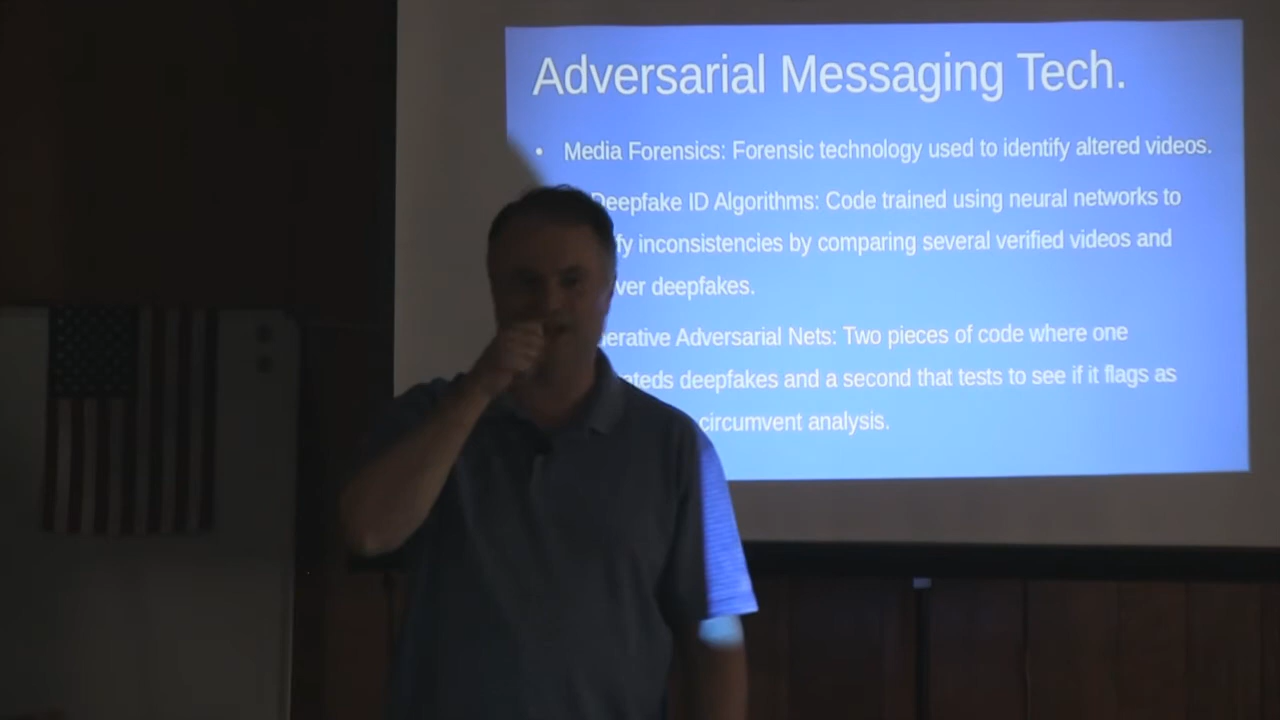 Adversarial Messaging Tech.
• Media Forensics: Forensic technology used to identify altered videos.
Deepfake ID Algorithms: Code trained using neural networks to
fy inconsistencies by comparing several verified videos and
ver deepfakes.
erative Adversarial Nets: Two pieces of code where one
ateds deepfakes and a second that tests to see if it flags as
circumvent analysis.